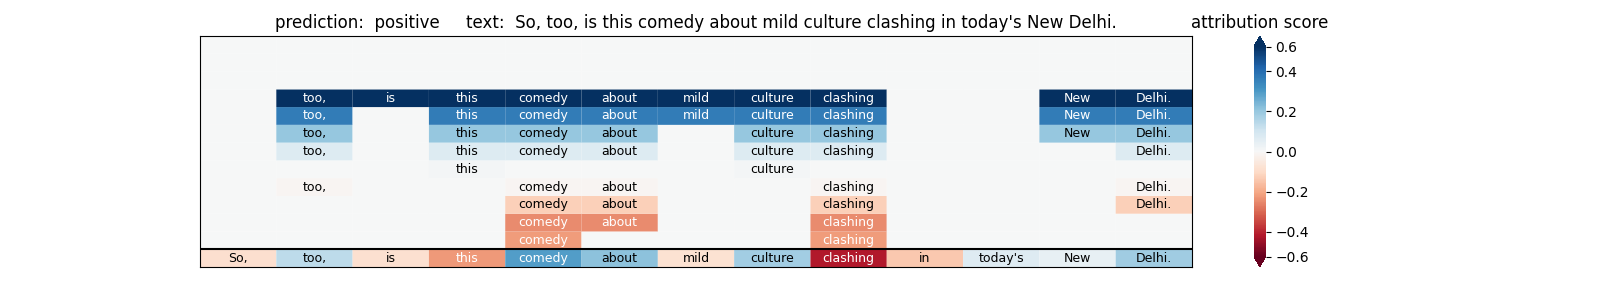 prediction:  positive     text:  So, too, is this comedy about mild culture clashing in today's New Delhi.     attribution score
too, is this comedy about mild culture clashing New Delhi.
too, this comedy about mild culture clashing New Delhi.
too, this comedy about culture clashing New Delhi.
too, this comedy about culture clashing Delhi.
this culture
too, comedy about clashing Delhi.
comedy about clashing Delhi.
comedy about clashing
comedy clashing
So, too, is this comedy about mild culture clashing in today's New Delhi.
0.6
0.4
0.2
0.0
−0.2
−0.4
−0.6